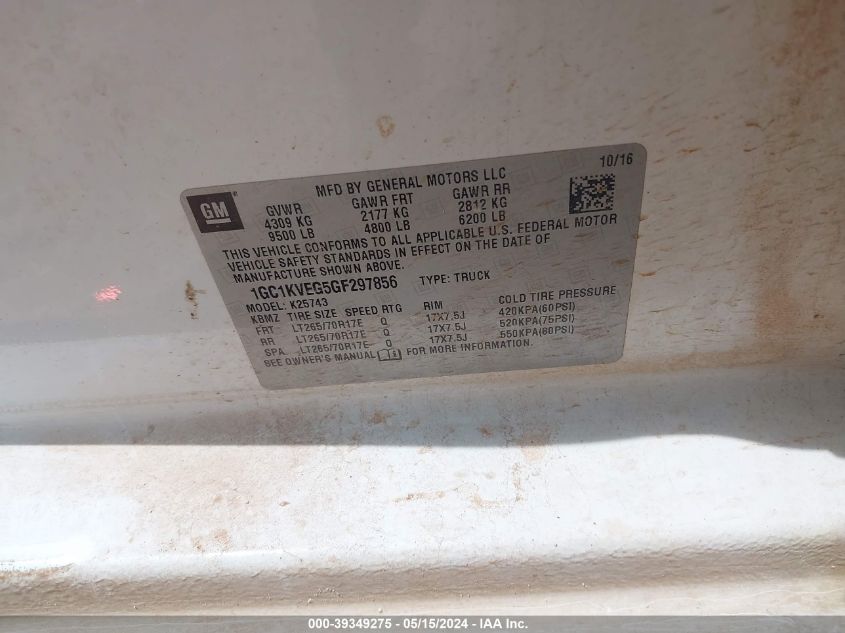 GM
®
10/16
MFD BY GENERAL MOTORS LLC
GVWR GAWR FRT GAWR RR
4309 KG 2177 KG 2812 KG
9500 LB 4800 LB 6200 LB
THIS VEHICLE CONFORMS TO ALL APPLICABLE U.S. FEDERAL MOTOR
VEHICLE SAFETY STANDARDS IN EFFECT ON THE DATE OF
MANUFACTURE SHOWN ABOVE.
1GC1KVEG5GF297856 TYPE: TRUCK
MODEL: K25743
KBMZ TIRE SIZE SPEED RTG RIM COLD TIRE PRESSURE
FRT LT265/70R17E Q 17X7.5J 420KPA(60PSI)
RR LT265/70R17E Q 17X7.5J 520KPA(75PSI)
SPA LT265/70R17E Q 17X7.5J 550KPA(80PSI)
SEE OWNER'S MANUAL FOR MORE INFORMATION.
000-39349275 - 05/15/2024 - IAA Inc.